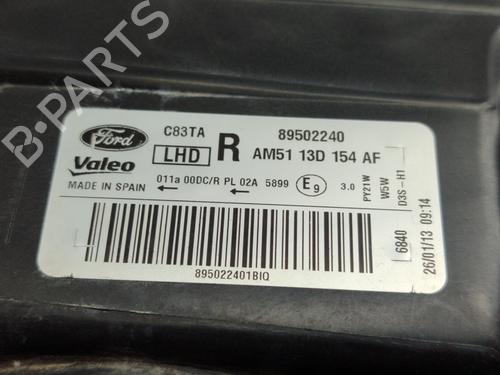 B-PARTS
Ford
C83TA
89502240
Valeo
LHD
R
AM51 13D 154 AF
MADE IN SPAIN
011a 00DC/R PL 02A 5899
E9
3.0
PY21W
W5W
D3S-H1
6840
26/01/13 09:14
895022401BIQ